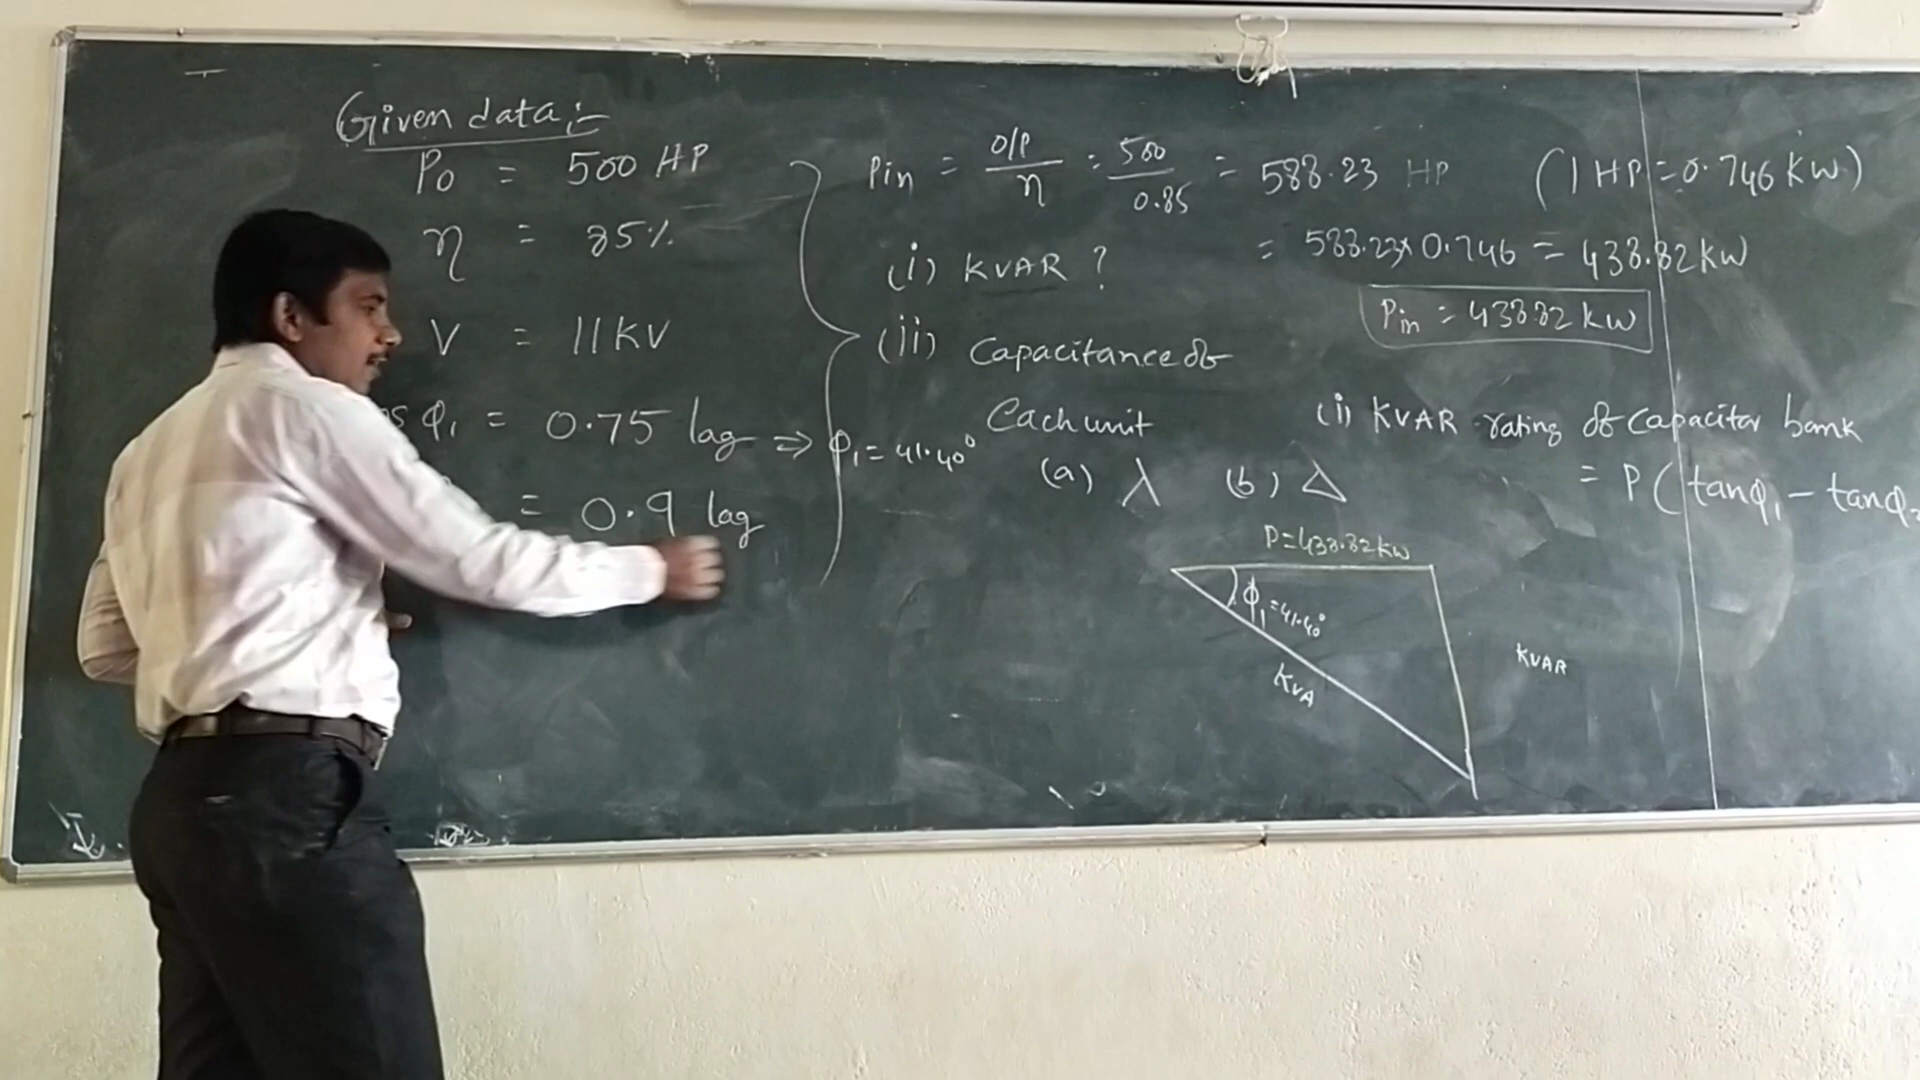 Given data:-
Po = 500 HP
η = 85%
V = 11KV
os φ₁ = 0.75 lag ⇒ φ₁ = 41.40°
= 0.9 lag
Pin = O/P / η = 500 / 0.85 = 588.23 HP (1 HP = 0.746 KW)
= 588.23 x 0.746 = 438.82 KW
Pin = 438.82 KW
(i) KVAR ?
(ii) Capacitance of
Each unit
(a) ⅄ (b) △
(i) KVAR rating of Capacitor bank
= P ( tanφ₁ - tanφ₂
P=438.82 KW
φ₁ = 41.40°
KVA
KVAR